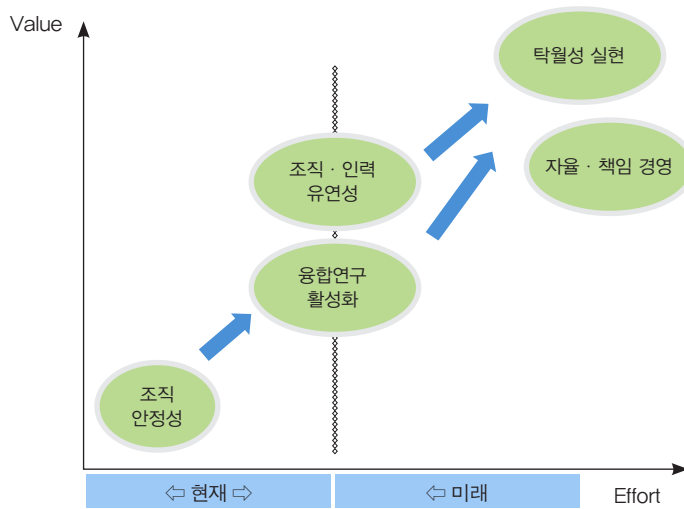 Value
탁월성 실현
조직 · 인력
유연성
자율 · 책임 경영
융합연구
활성화
조직
안정성
⇦ 현재 ⇨
⇦ 미래
Effort